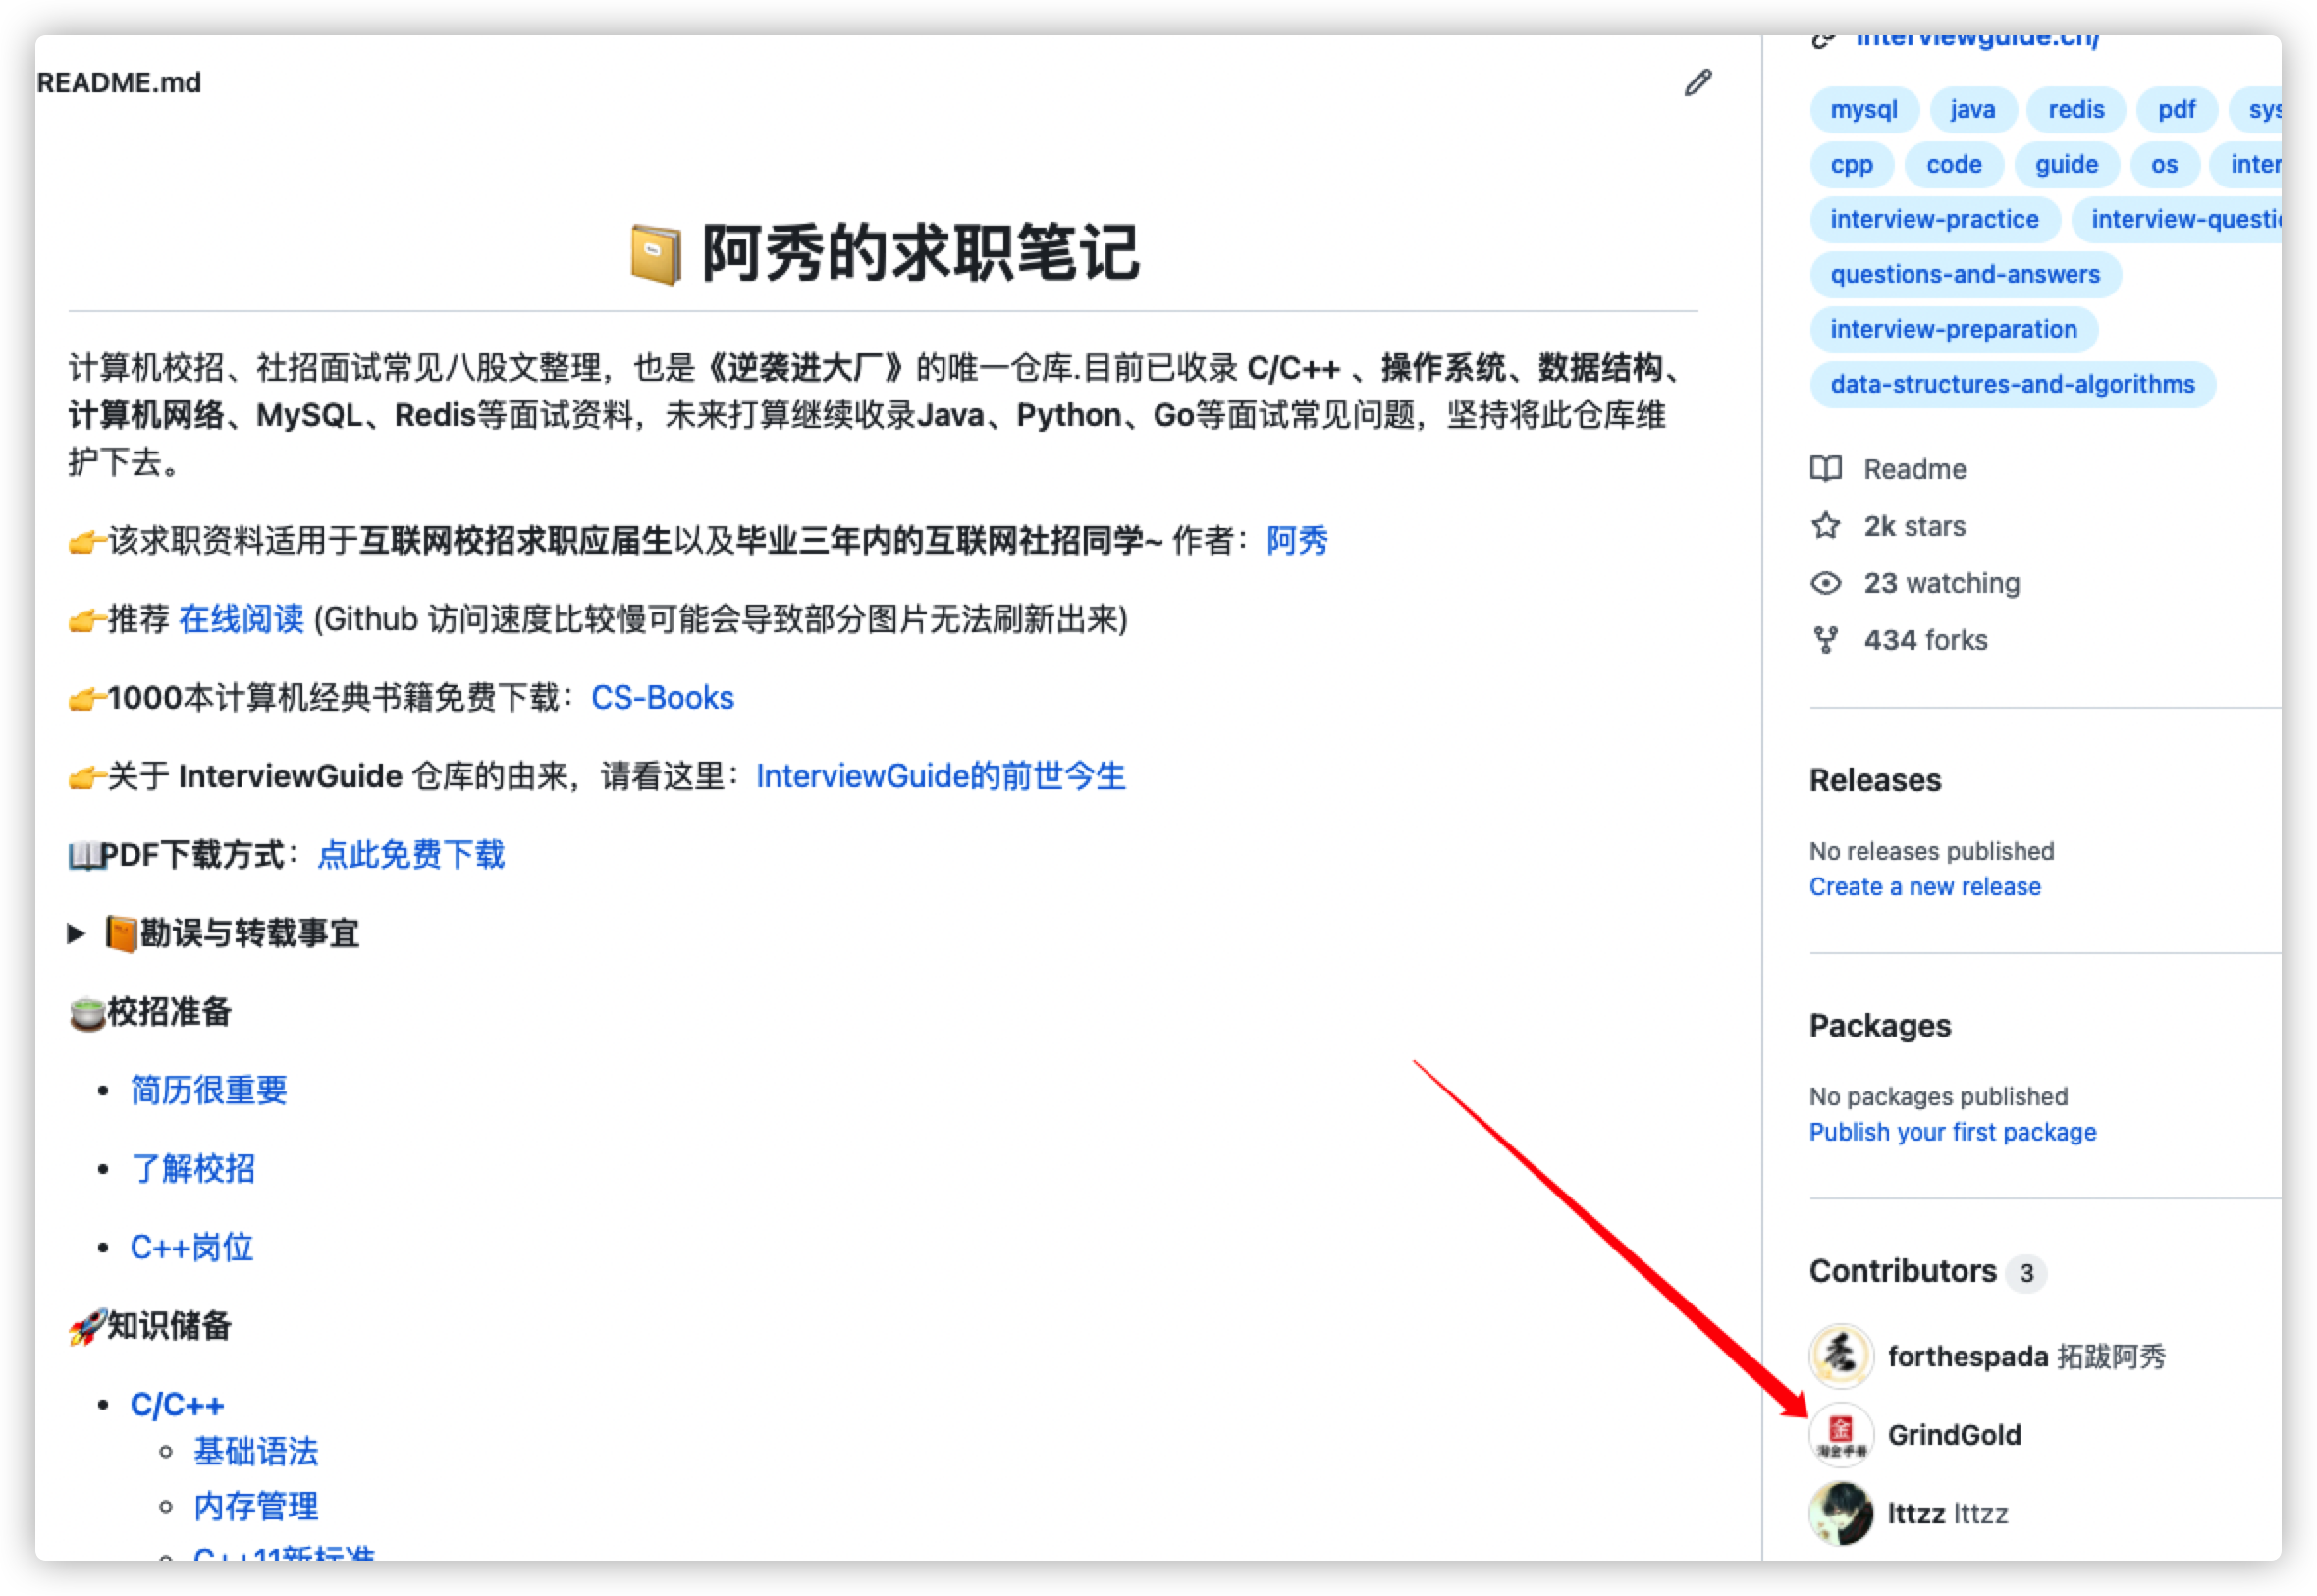 README.md
阿秀的求职笔记
计算机校招、社招面试常见八股文整理，也是《逆袭进大厂》的唯一仓库.目前已收录 C/C++ 、操作系统、数据结构、
计算机网络、MySQL、Redis等面试资料，未来打算继续收录Java、Python、Go等面试常见问题，坚持将此仓库维
护下去。
👉该求职资料适用于互联网校招求职应届生以及毕业三年内的互联网社招同学~ 作者：阿秀
👉推荐 在线阅读 (Github 访问速度比较慢可能会导致部分图片无法刷新出来)
👉1000本计算机经典书籍免费下载：CS-Books
👉关于 InterviewGuide 仓库的由来，请看这里：InterviewGuide的前世今生
📖PDF下载方式：点此免费下载
▶ 📙勘误与转载事宜
🍵校招准备
• 简历很重要
• 了解校招
• C++岗位
🚀知识储备
• C/C++
◦ 基础语法
◦ 内存管理
◦ C++11新标准
interviewguide.cn/
mysql java redis pdf sys
cpp code guide os inter
interview-practice interview-questi
questions-and-answers
interview-preparation
data-structures-and-algorithms
Readme
2k stars
23 watching
434 forks
Releases
No releases published
Create a new release
Packages
No packages published
Publish your first package
Contributors 3
秀
forthespada 拓跋阿秀
金
淘金手册
GrindGold
lttzz lttzz